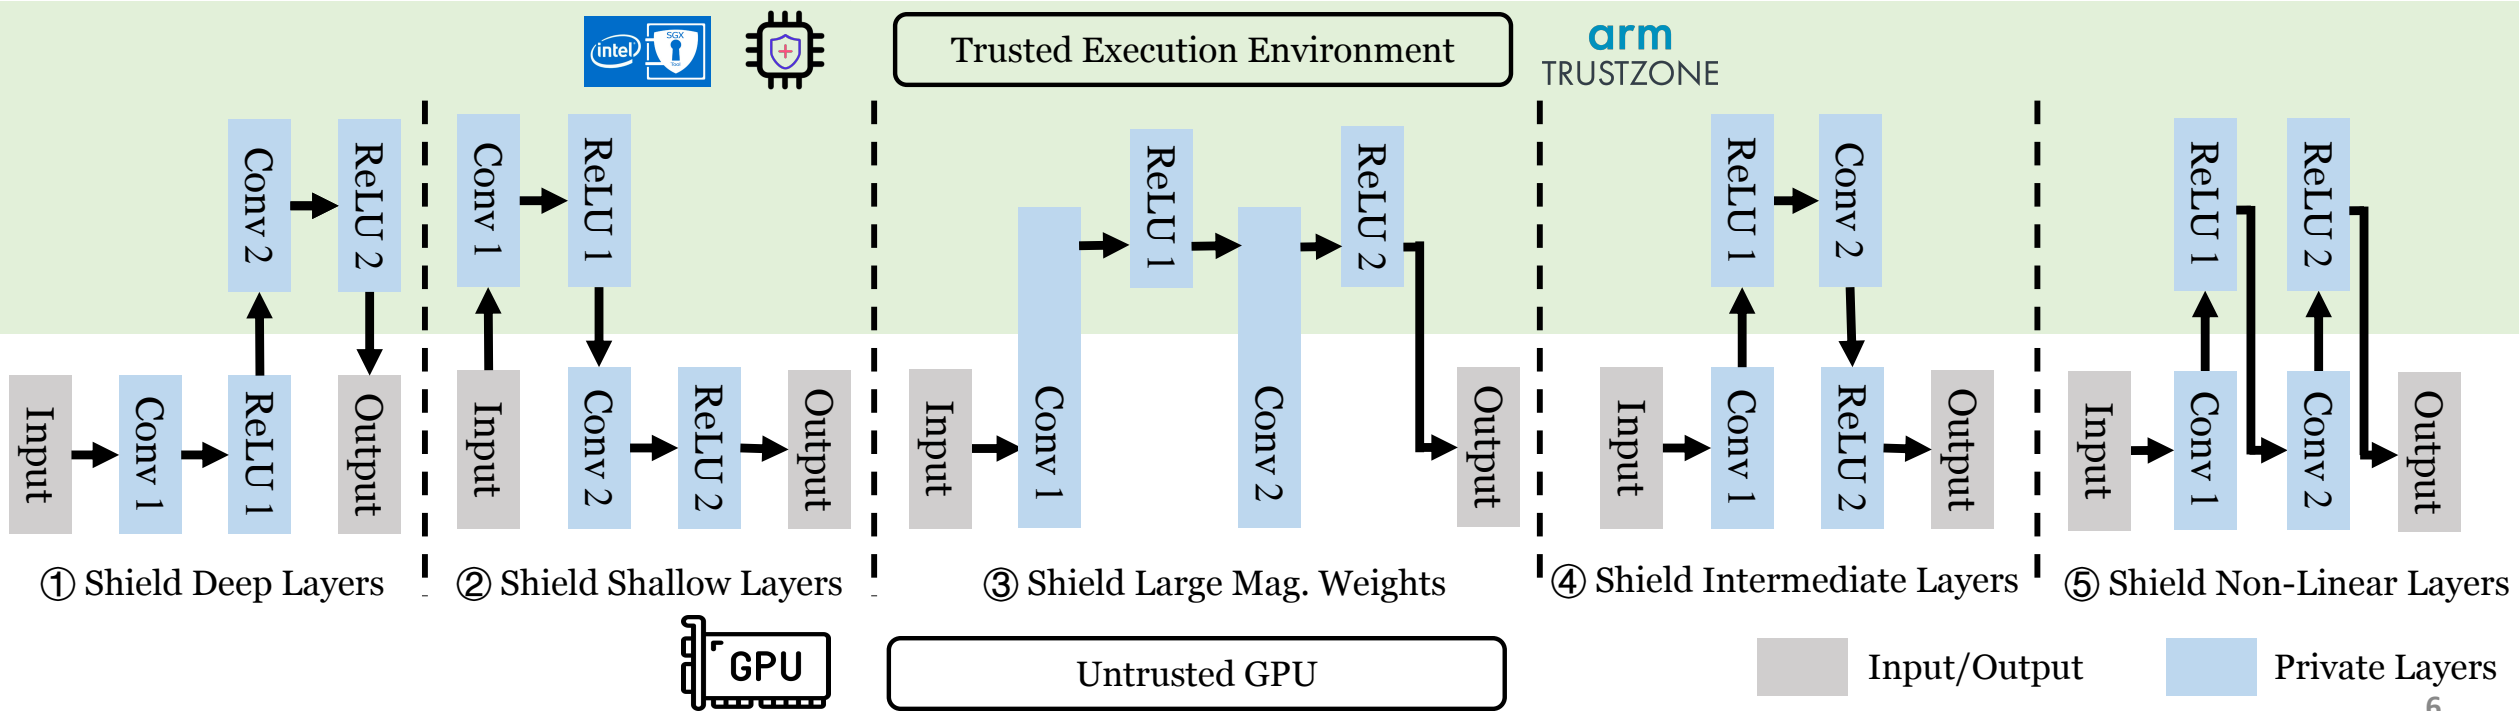 intel
SGX
Tool
Trusted Execution Environment
arm
TRUSTZONE
Input
Conv 1
ReLU 1
Conv 2
ReLU 2
Output
① Shield Deep Layers
Input
Conv 1
ReLU 1
Conv 2
ReLU 2
Output
② Shield Shallow Layers
Input
Conv 1
ReLU 1
Conv 2
ReLU 2
Output
③ Shield Large Mag. Weights
Input
Conv 1
ReLU 1
Conv 2
ReLU 2
Output
④ Shield Intermediate Layers
Input
Conv 1
ReLU 1
Conv 2
ReLU 2
Output
⑤ Shield Non-Linear Layers
GPU
Untrusted GPU
Input/Output
Private Layers
6